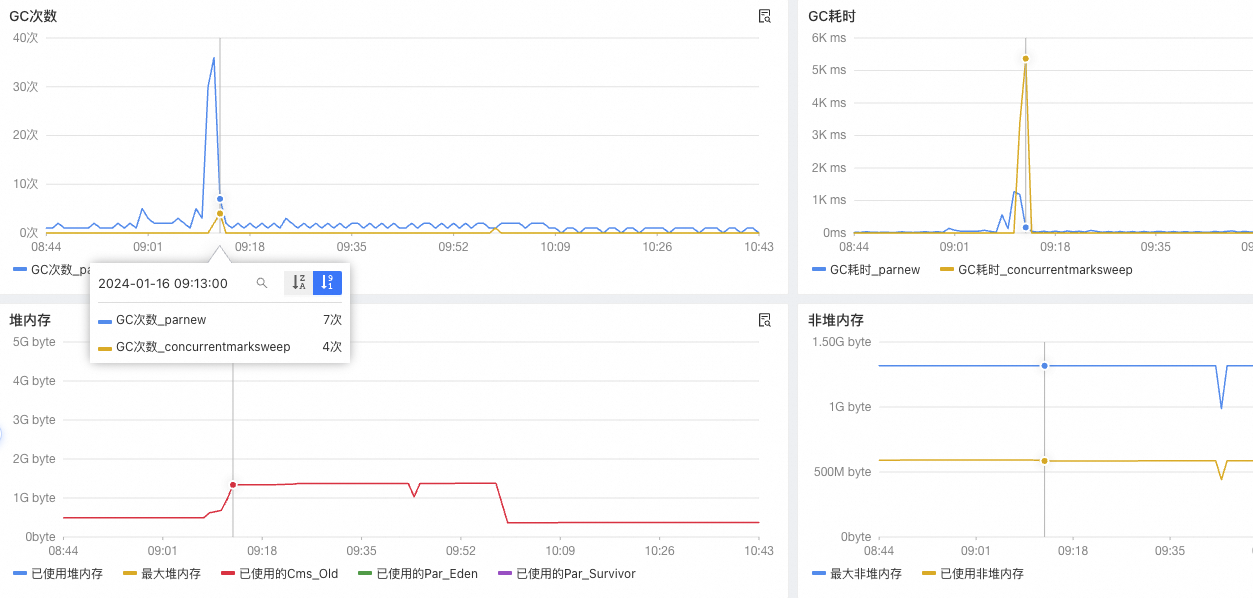 GC次数
40次
30次
20次
10次
0次
08:44 09:01 09:18 09:35 09:52 10:09 10:26 10:43
GC次数_pa
2024-01-16 09:13:00
Z
A
9
1
GC次数_parnew 7次
GC次数_concurrentmarksweep 4次
GC耗时
6K ms
5K ms
4K ms
3K ms
2K ms
1K ms
0ms
08:44 09:01 09:18 09:35 09:52 10:09
GC耗时_parnew GC耗时_concurrentmarksweep
堆内存
5G byte
4G byte
3G byte
2G byte
1G byte
0byte
08:44 09:01 09:18 09:35 09:52 10:09 10:26 10:43
已使用堆内存 最大堆内存 已使用的Cms_Old 已使用的Par_Eden 已使用的Par_Survivor
非堆内存
1.50G byte
1G byte
500M byte
0byte
08:44 09:01 09:18 09:35
最大非堆内存 已使用非堆内存